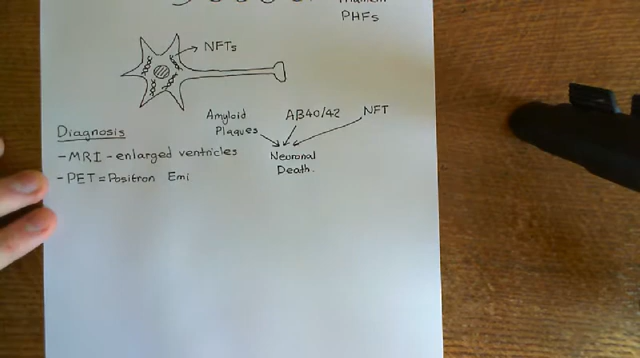 PHFs
NFTs
Amyloid
Plaques
AB40/42
NFT
Neuronal
Death.
Diagnosis
- MRI - enlarged ventricles
- PET = Positron Emi